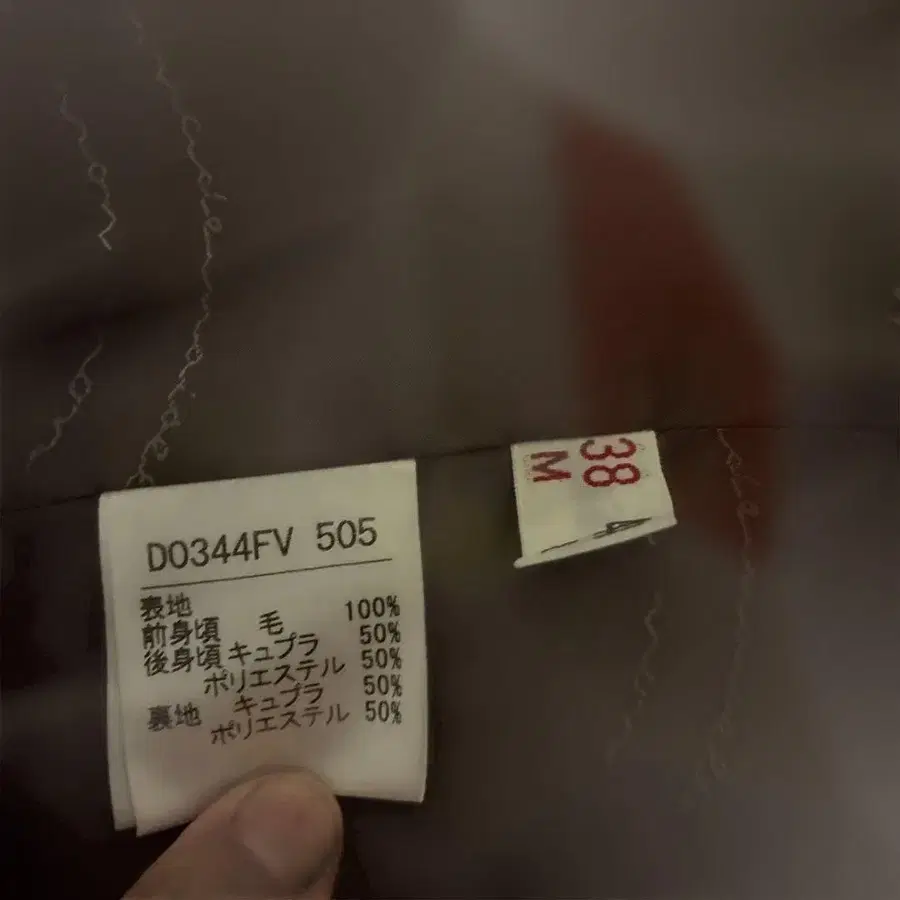 D0344FV 505
表地
前身頃 毛 100%
後身頃 キュプラ 50%
ポリエステル 50%
裏地 キュプラ 50%
ポリエステル 50%
38
M